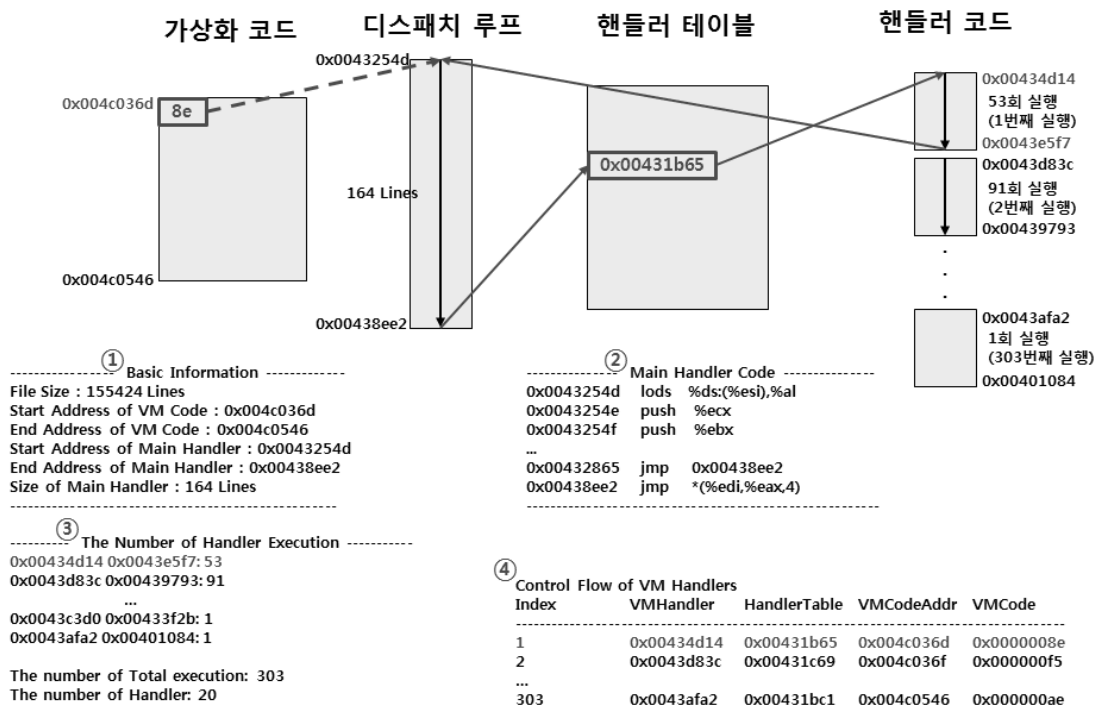 가상화 코드
디스패치 루프
핸들러 테이블
핸들러 코드
0x0043254d
0x004c036d
8e
0x004c0546
164 Lines
0x00438ee2
0x00431b65
0x00434d14
53회 실행
(1번째 실행)
0x0043e5f7
0x0043d83c
91회 실행
(2번째 실행)
0x00439793
.
.
.
0x0043afa2
1회 실행
(303번째 실행)
0x00401084
①
---------------- Basic Information --------------
File Size : 155424 Lines
Start Address of VM Code : 0x004c036d
End Address of VM Code : 0x004c0546
Start Address of Main Handler : 0x0043254d
End Address of Main Handler : 0x00438ee2
Size of Main Handler : 164 Lines
--------------------------------------------------
②
-------------- Main Handler Code ---------------
0x0043254d lods %ds:(%esi),%al
0x0043254e push %ecx
0x0043254f push %ebx
...
0x00432865 jmp 0x00438ee2
0x00438ee2 jmp *(%edi,%eax,4)
------------------------------------------------------
③
---------- The Number of Handler Execution ----------
0x00434d14 0x0043e5f7: 53
0x0043d83c 0x00439793: 91
...
0x0043c3d0 0x00433f2b: 1
0x0043afa2 0x00401084: 1
The number of Total execution: 303
The number of Handler: 20
④
Control Flow of VM Handlers
Index VMHandler HandlerTable VMCodeAddr VMCode
------------------------------------------------------------------------------------
1 0x00434d14 0x00431b65 0x004c036d 0x0000008e
2 0x0043d83c 0x00431c69 0x004c036f 0x000000f5
...
303 0x0043afa2 0x00431bc1 0x004c0546 0x000000ae